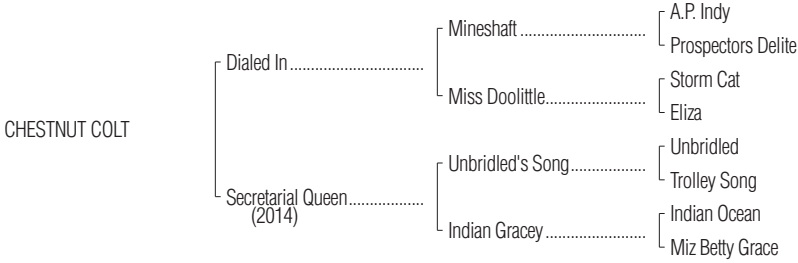 A.P. Indy
Mineshaft ..............................
Prospectors Delite
Dialed In ................................
Storm Cat
Miss Doolittle........................
Eliza
CHESTNUT COLT
Unbridled
Unbridled's Song..................
Trolley Song
Secretarial Queen..................
(2014)
Indian Ocean
Indian Gracey ........................
Miz Betty Grace